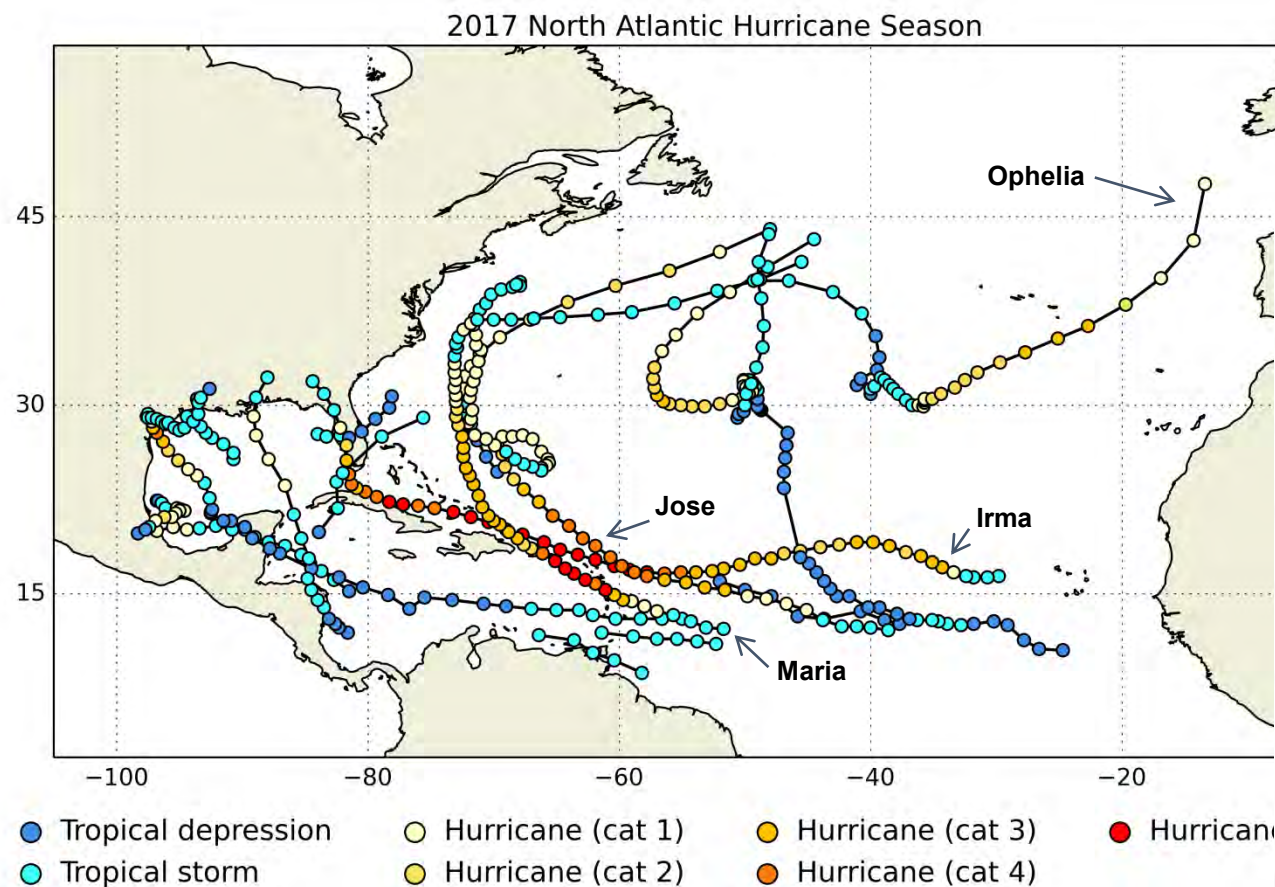 2017 North Atlantic Hurricane Season
Ophelia
45
30
Jose
Irma
15
Maria
−100 −80 −60 −40 −20
Tropical depression Hurricane (cat 1) Hurricane (cat 3) Hurricane
Tropical storm Hurricane (cat 2) Hurricane (cat 4)